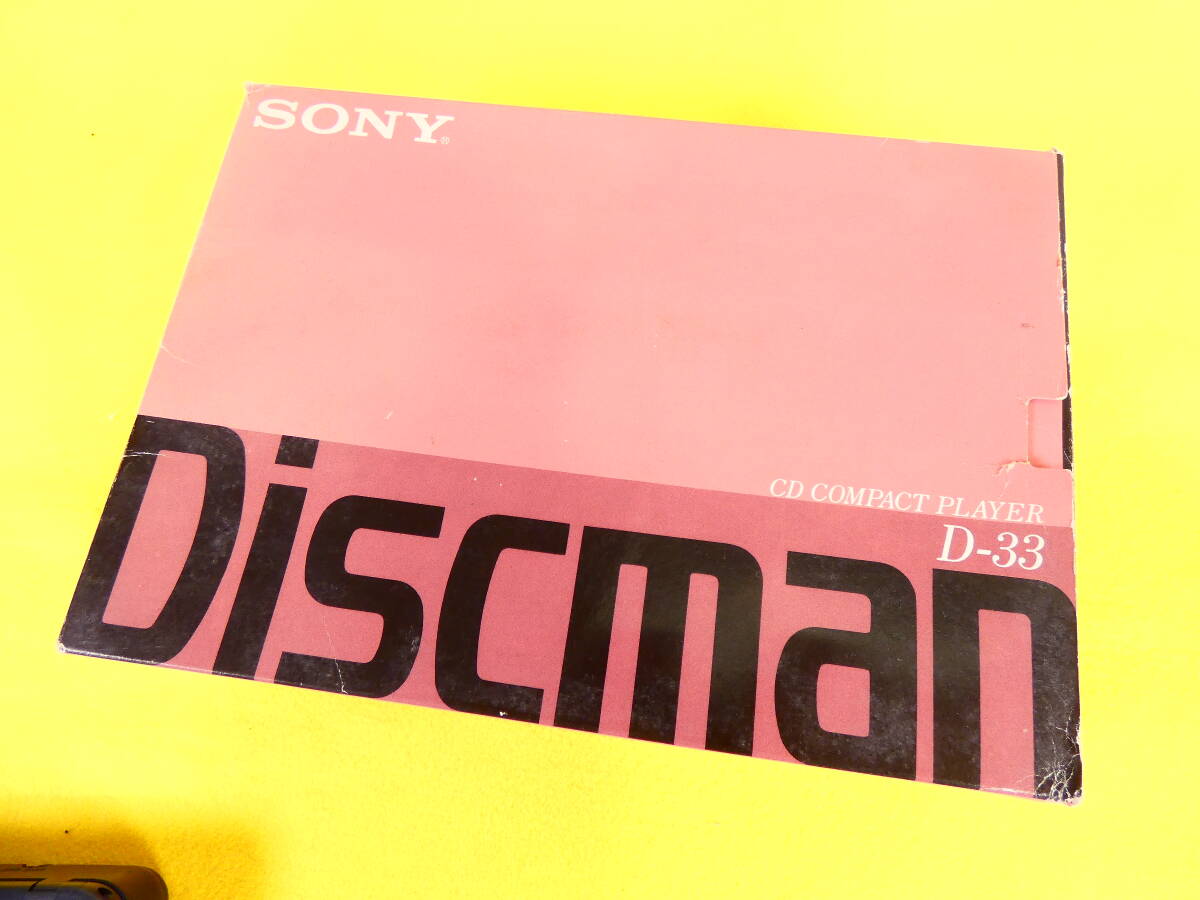 SONY®
CD COMPACT PLAYER
D-33
Discman